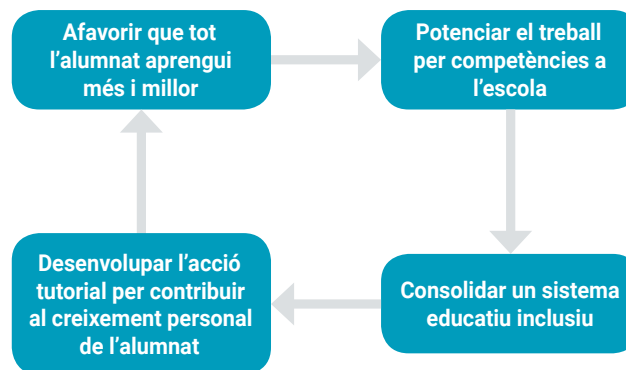 Afavorir que tot
l’alumnat aprengui
més i millor
Potenciar el treball
per competències a
l’escola
Desenvolupar l’acció
tutorial per contribuir
al creixement personal
de l’alumnat
Consolidar un sistema
educatiu inclusiu